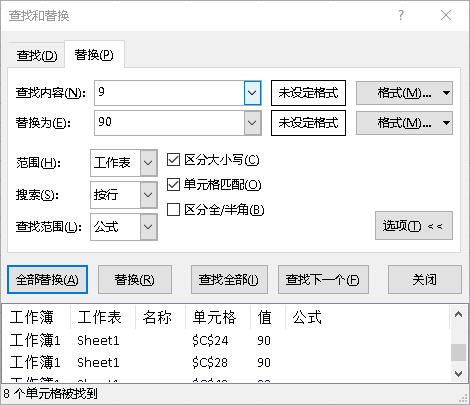 查找和替换
查找(D) 替换(P)
查找内容(N): 9 未设定格式 格式(M)...
替换为(E): 90 未设定格式 格式(M)...
范围(H): 工作表 区分大小写(C)
搜索(S): 按行 单元格匹配(O)
查找范围(L): 公式 区分全/半角(B)
选项(T) <<
全部替换(A) 替换(R) 查找全部(I) 查找下一个(F) 关闭
工作簿 工作表 名称 单元格 值 公式
工作簿1 Sheet1 $C$24 90
工作簿1 Sheet1 $C$28 90
8 个单元格被找到